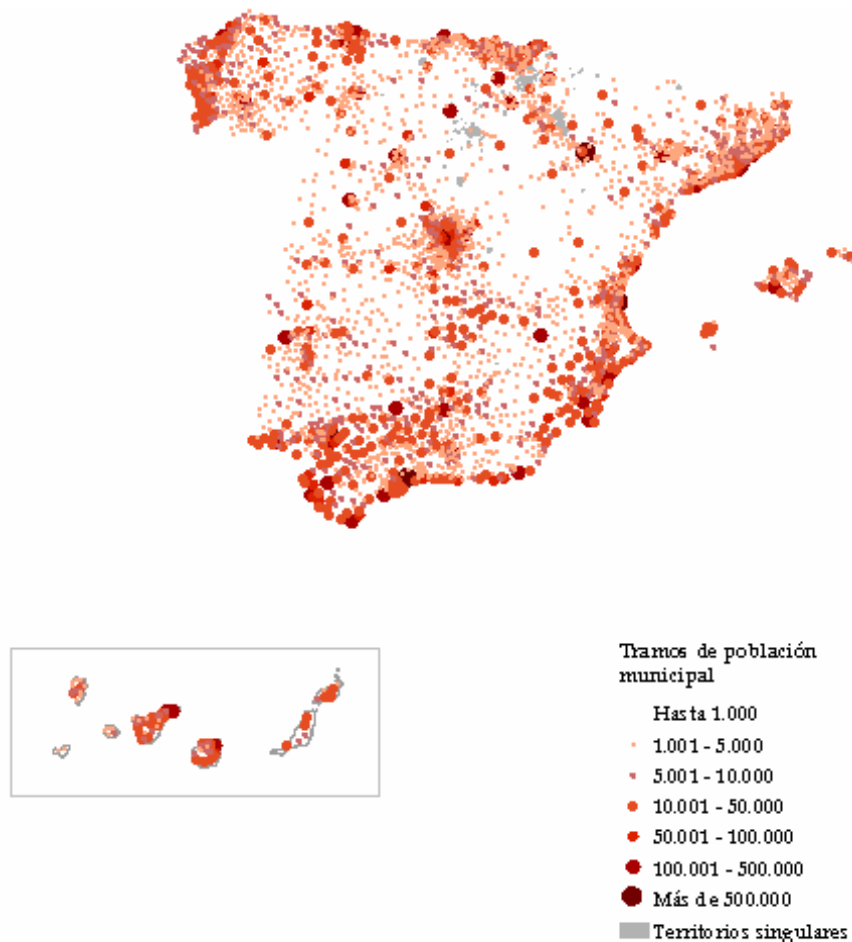 Tramos de población
municipal
Hasta 1.000
1.001 - 5.000
5.001 - 10.000
10.001 - 50.000
50.001 - 100.000
100.001 - 500.000
Más de 500.000
Territorios singulares